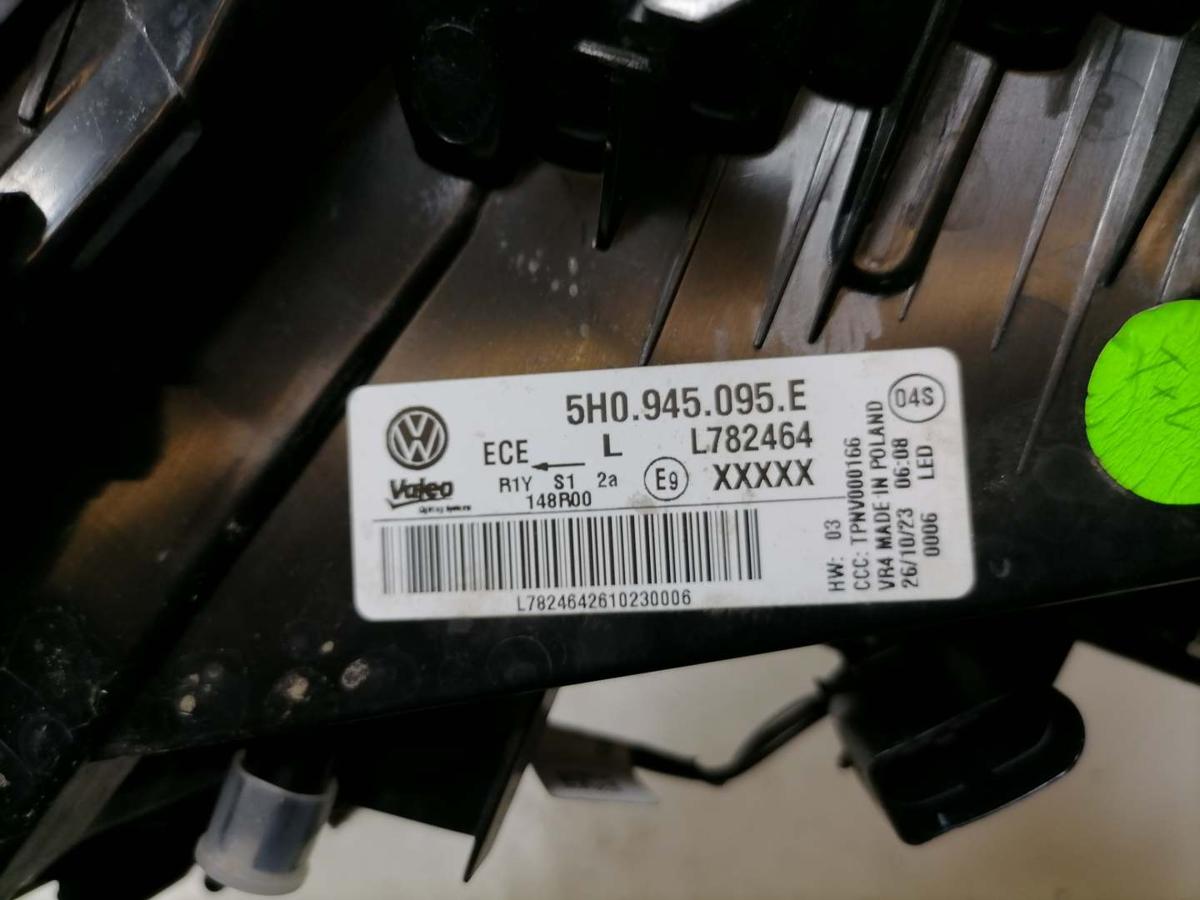 5H0.945.095.E
ECE L L782464
R1Y S1 2a E9 XXXXX
148R00
Valeo
L7824642610230006
HW: 03
CCC: TPNV000166
VR4 MADE IN POLAND
26/10/23 06:08
0006 LED
04S